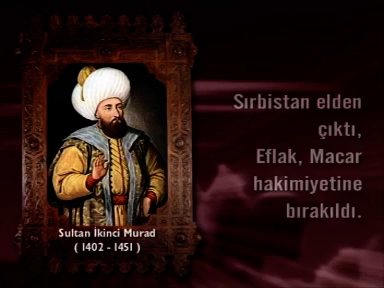 Sırbistan elden
çıktı,
Eflak, Macar
hakimiyetine
bırakıldı.
Sultan İkinci Murad
( 1402 - 1451 )